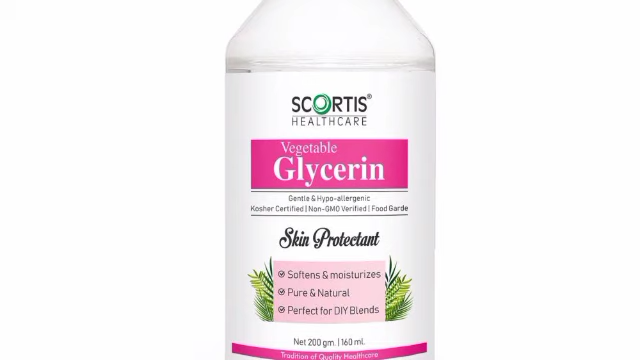 SCORTIS®
HEALTHCARE
Vegetable
Glycerin
Gentle & Hypo-allergenic
Kosher Certified | Non-GMO Verified | Food Garde
Skin Protectant
Softens & moisturizes
Pure & Natural
Perfect for DIY Blends
Net 200 gm. | 160 ml.
Tradition of Quality Healthcare